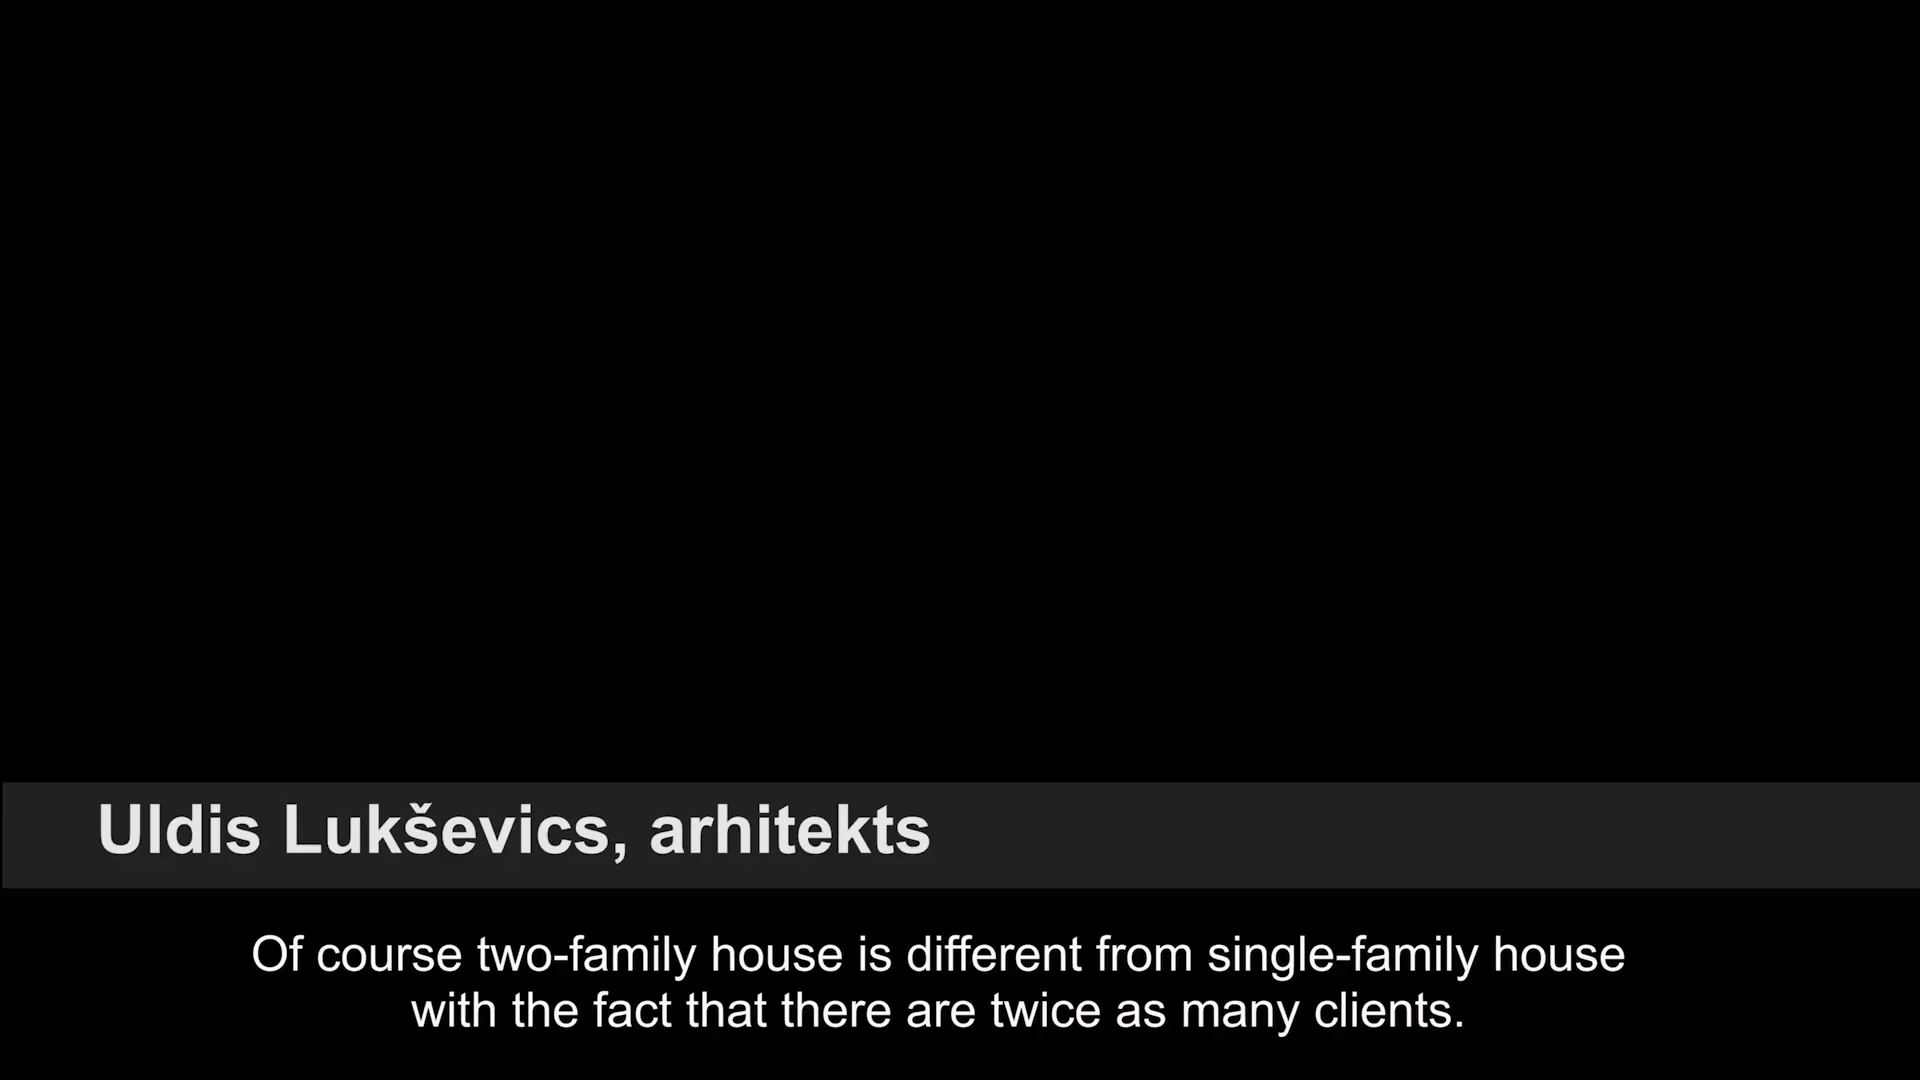 Uldis Lukševics, arhitekts
Of course two-family house is different from single-family house
with the fact that there are twice as many clients.